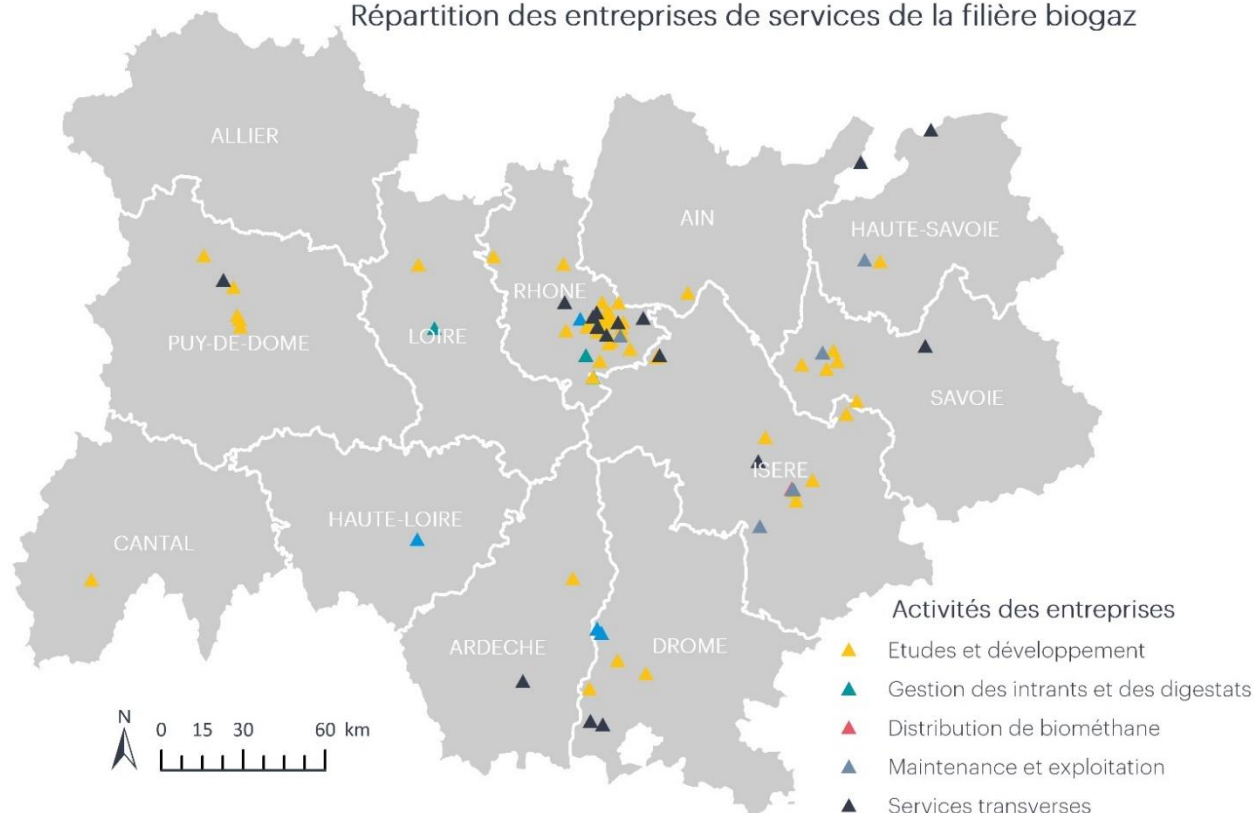 Répartition des entreprises de services de la filière biogaz
ALLIER
AIN
HAUTE-SAVOIE
RHONE
PUY-DE-DOME
LOIRE
SAVOIE
ISERE
HAUTE-LOIRE
CANTAL
ARDECHE
DROME
N
0 15 30 60 km
Activités des entreprises
Etudes et développement
Gestion des intrants et des digestats
Distribution de biométhane
Maintenance et exploitation
Services transverses